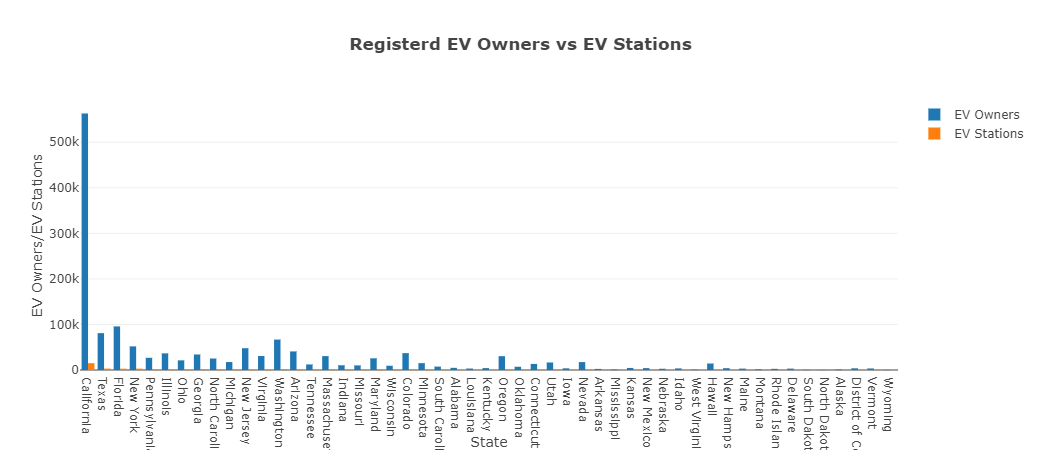 Registerd EV Owners vs EV Stations
EV Owners
EV Stations
EV Owners/EV Stations
500k
400k
300k
200k
100k
0
California
Texas
Florida
New York
Pennsylvani
Illinois
Ohio
Georgia
North Caroli
Michigan
New Jersey
Virginia
Washington
Arizona
Tennessee
Massachuse
Indiana
Missouri
Maryland
Wisconsin
Colorado
Minnesota
South Caroli
Alabama
Louisiana
Kentucky
Oregon
Oklahoma
Connecticut
Utah
Iowa
Nevada
Arkansas
Mississippi
Kansas
New Mexico
Nebraska
Idaho
West Virgini
Hawaii
New Hamps
Maine
Montana
Rhode Islan
Delaware
South Dakot
North Dakot
Alaska
District of Co
Vermont
Wyoming
State